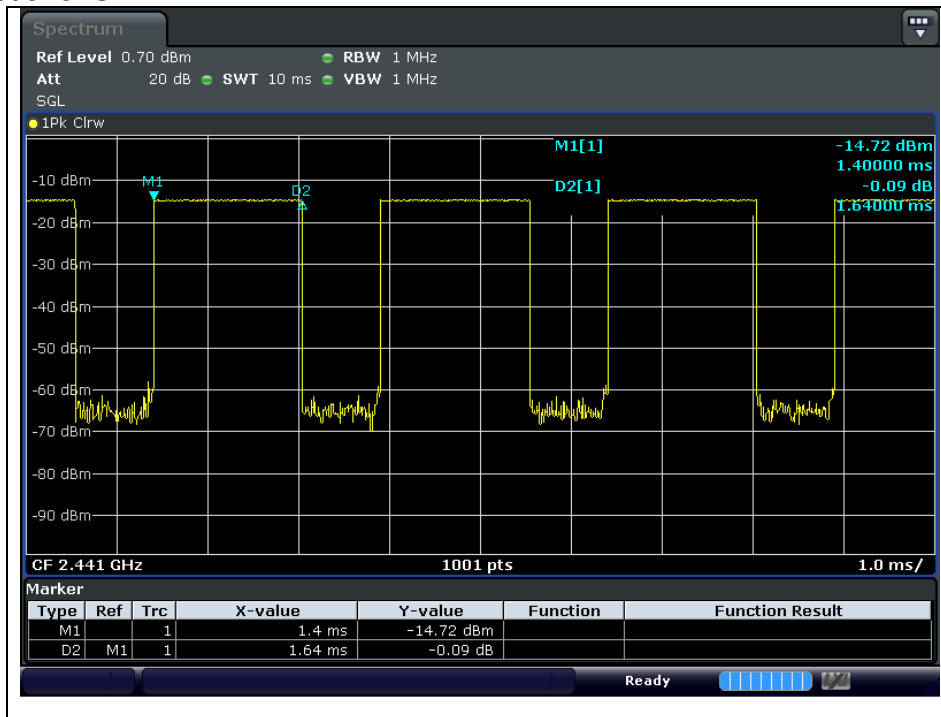 Spectrum
Ref Level 0.70 dBm RBW 1 MHz
Att 20 dB SWT 10 ms VBW 1 MHz
SGL
1Pk Clrw
M1[1] -14.72 dBm
1.40000 ms
D2[1] -0.09 dB
1.64000 ms
M1
D2
-10 dBm
-20 dBm
-30 dBm
-40 dBm
-50 dBm
-60 dBm
-70 dBm
-80 dBm
-90 dBm
CF 2.441 GHz 1001 pts 1.0 ms/
Marker
Type Ref Trc X-value Y-value Function Function Result
M1 1 1.4 ms -14.72 dBm
D2 M1 1 1.64 ms -0.09 dB
Ready